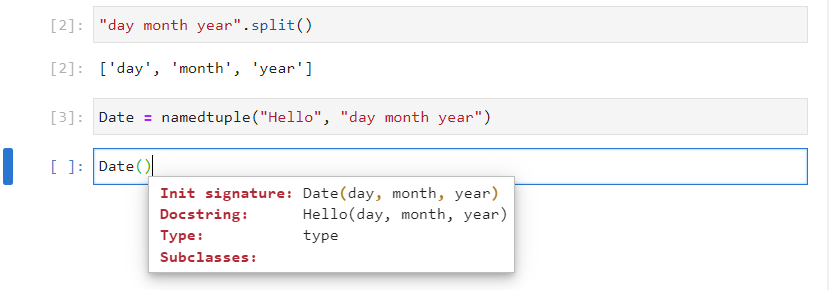 [2]: "day month year".split()
[2]: ['day', 'month', 'year']
[3]: Date = namedtuple("Hello", "day month year")
[ ]: Date()
Init signature: Date(day, month, year)
Docstring: Hello(day, month, year)
Type: type
Subclasses: